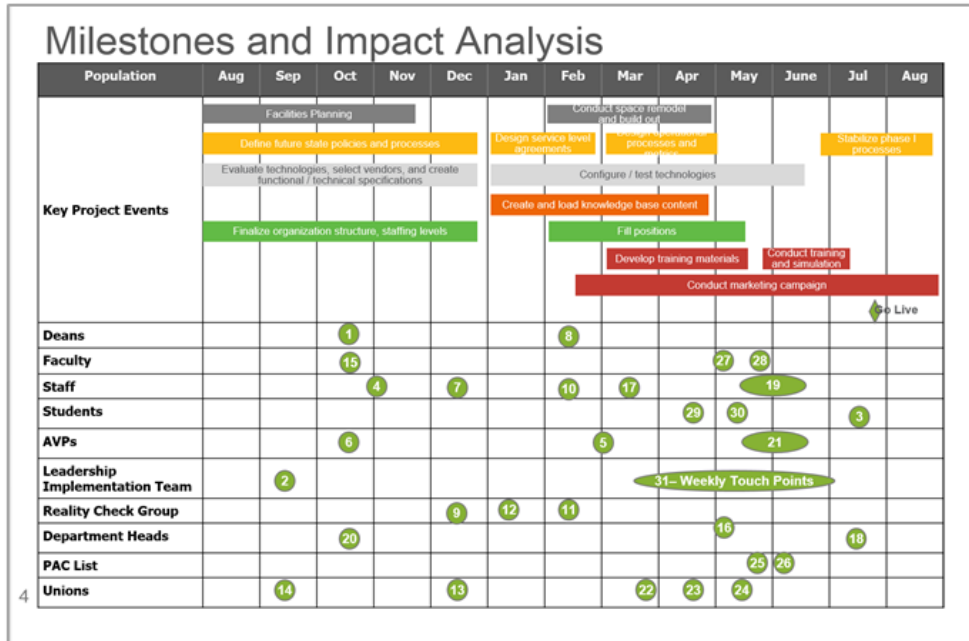 Milestones and Impact Analysis
Population Aug Sep Oct Nov Dec Jan Feb Mar Apr May June Jul Aug
Key Project Events
Facilities Planning
Conduct space remodel
and build out
Define future state policies and processes
Design service level
agreements
processes and
Stabilize phase I
processes
Evaluate technologies, select vendors, and create
functional / technical specifications
Configure / test technologies
Create and load knowledge base content
Finalize organization structure, staffing levels
Fill positions
Develop training materials
Conduct training
and simulation
Conduct marketing campaign
Go Live
Deans 1 8
Faculty 15 27 28
Staff 4 7 10 17 19
Students 29 30 3
AVPs 6 5 21
Leadership
Implementation Team 2 31– Weekly Touch Points
Reality Check Group 9 12 11
Department Heads 20 16 18
PAC List 25 26
Unions 14 13 22 23 24
4